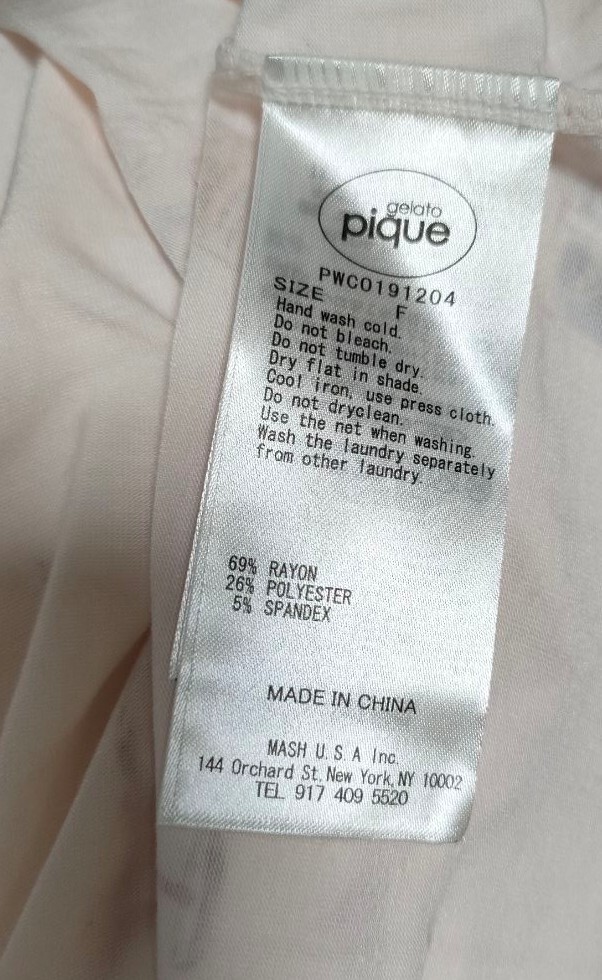 gelato
pique
PWCO191204
SIZE F
Hand wash cold.
Do not bleach.
Do not tumble dry.
Dry flat in shade.
Cool iron, use press cloth.
Do not dryclean.
Use the net when washing.
Wash the laundry separately
from other laundry.
69% RAYON
26% POLYESTER
5% SPANDEX
MADE IN CHINA
MASH U.S.A Inc.
144 Orchard St. New York, NY 10002
TEL 917 409 5520